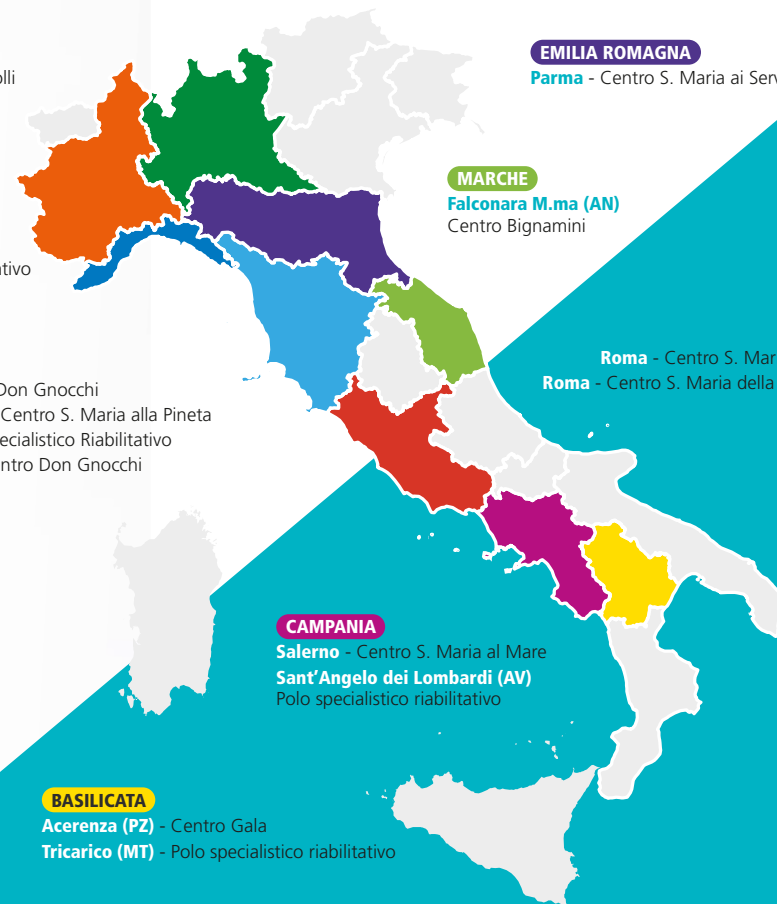 olli
EMILIA ROMAGNA
Parma - Centro S. Maria ai Serv
MARCHE
Falconara M.ma (AN)
Centro Bignamini
ativo
Roma - Centro S. Mar
Roma - Centro S. Maria della
Don Gnocchi
Centro S. Maria alla Pineta
ecialistico Riabilitativo
ntro Don Gnocchi
CAMPANIA
Salerno - Centro S. Maria al Mare
Sant'Angelo dei Lombardi (AV)
Polo specialistico riabilitativo
BASILICATA
Acerenza (PZ) - Centro Gala
Tricarico (MT) - Polo specialistico riabilitativo